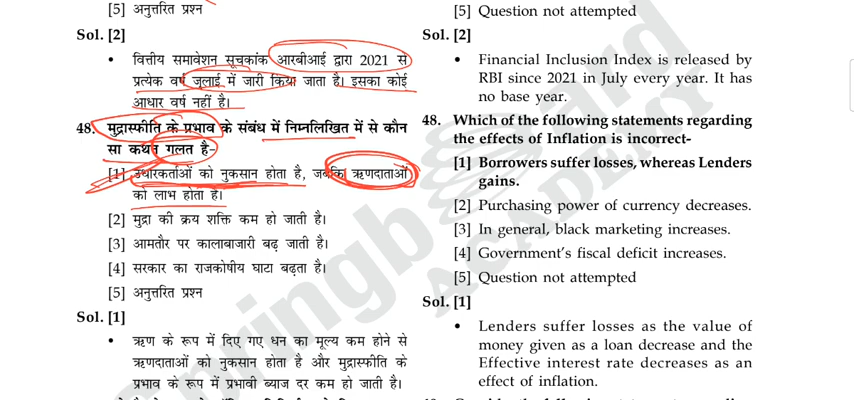 [5] अनुत्तरित प्रश्न
Sol. [2]
• वित्तीय समावेशन सूचकांक आरबीआई द्वारा 2021 से
प्रत्येक वर्ष जुलाई में जारी किया जाता है। इसका कोई
आधार वर्ष नहीं है।
48. मुद्रास्फीति के प्रभाव के संबंध में निम्नलिखित में से कौन
सा कथन गलत है-
[1] उधारकर्ताओं को नुकसान होता है, जबकि ऋणदाताओं
को लाभ होता है।
[2] मुद्रा की क्रय शक्ति कम हो जाती है।
[3] आमतौर पर कालाबाजारी बढ़ जाती है।
[4] सरकार का राजकोषीय घाटा बढ़ता है।
[5] अनुत्तरित प्रश्न
Sol. [1]
• ऋण के रूप में दिए गए धन का मूल्य कम होने से
ऋणदाताओं को नुकसान होता है और मुद्रास्फीति के
प्रभाव के रूप में प्रभावी ब्याज दर कम हो जाती है।
[5] Question not attempted
Sol. [2]
• Financial Inclusion Index is released by
RBI since 2021 in July every year. It has
no base year.
48. Which of the following statements regarding
the effects of Inflation is incorrect-
[1] Borrowers suffer losses, whereas Lenders
gains.
[2] Purchasing power of currency decreases.
[3] In general, black marketing increases.
[4] Government's fiscal deficit increases.
[5] Question not attempted
Sol. [1]
• Lenders suffer losses as the value of
money given as a loan decrease and the
Effective interest rate decreases as an
effect of inflation.
Springboard
ACADEMY